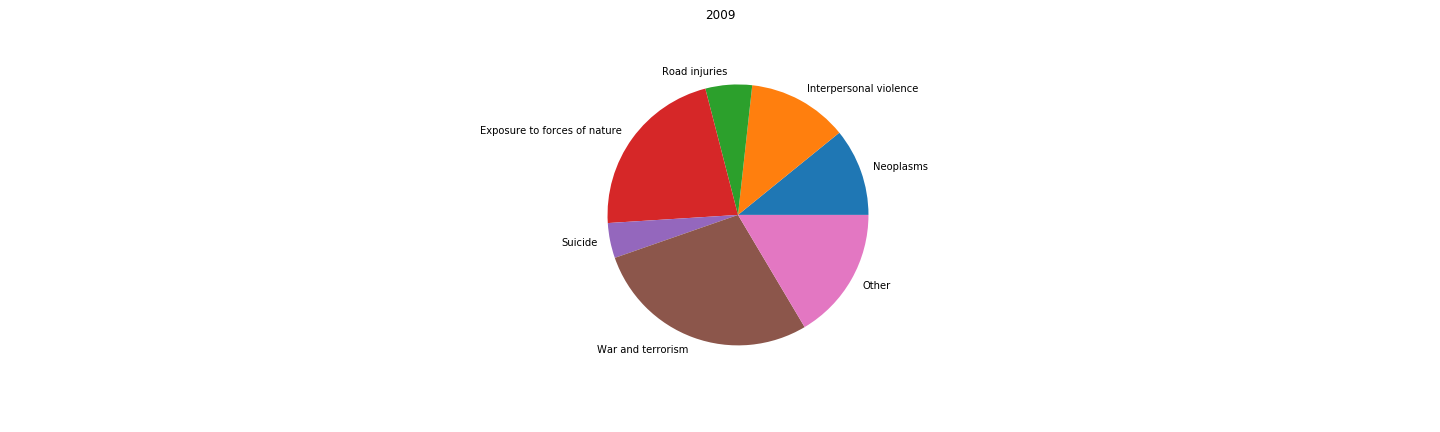 2009
Road injuries
Interpersonal violence
Exposure to forces of nature
Neoplasms
Suicide
Other
War and terrorism